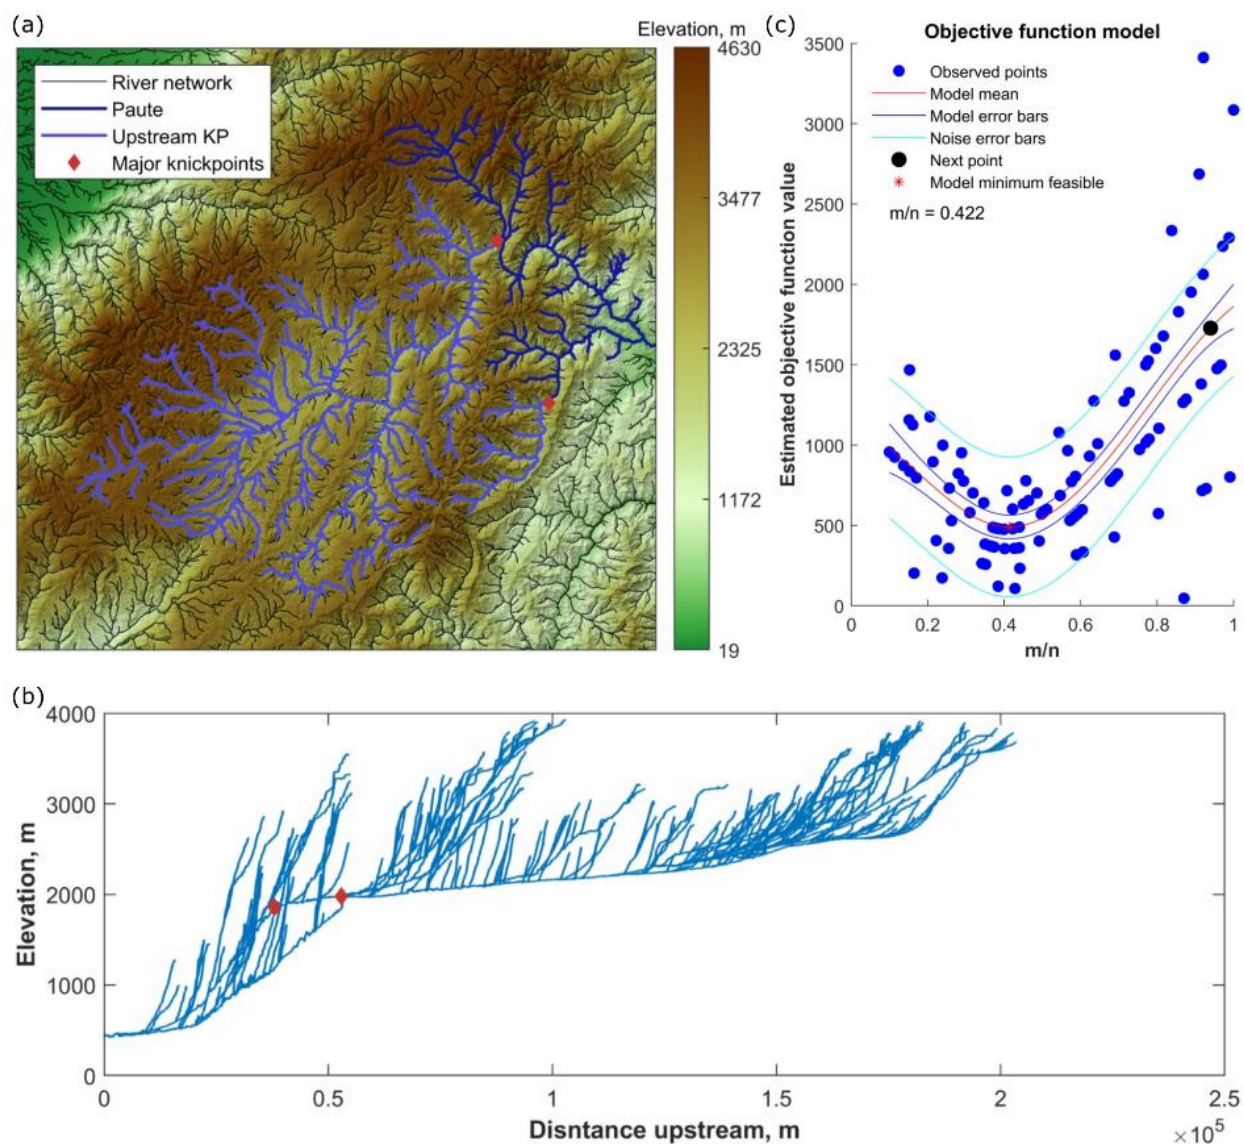 (a)
Elevation, m
River network
Paute
Upstream KP
Major knickpoints
4630
3477
2325
1172
19
(c)
Objective function model
Observed points
Model mean
Model error bars
Noise error bars
Next point
Model minimum feasible
m/n = 0.422
Estimated objective function value
3500
3000
2500
2000
1500
1000
500
0
0
0.2
0.4
0.6
0.8
1
m/n
(b)
Elevation, m
4000
3000
2000
1000
0
0
0.5
1
1.5
2
2.5
×10⁵
Disntance upstream, m